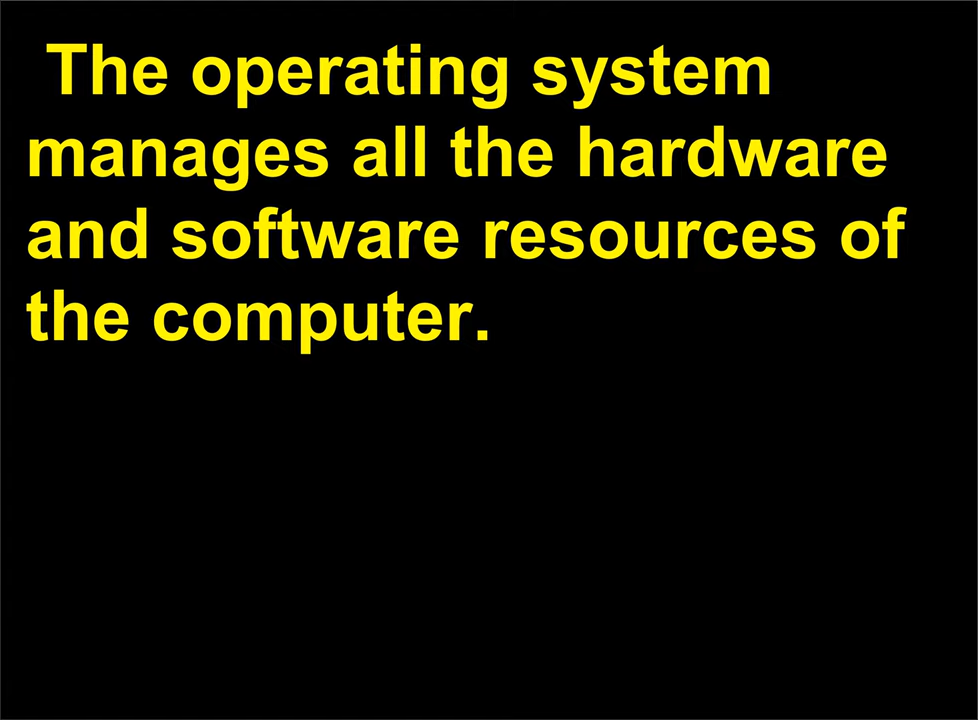 The operating system
manages all the hardware
and software resources of
the computer.